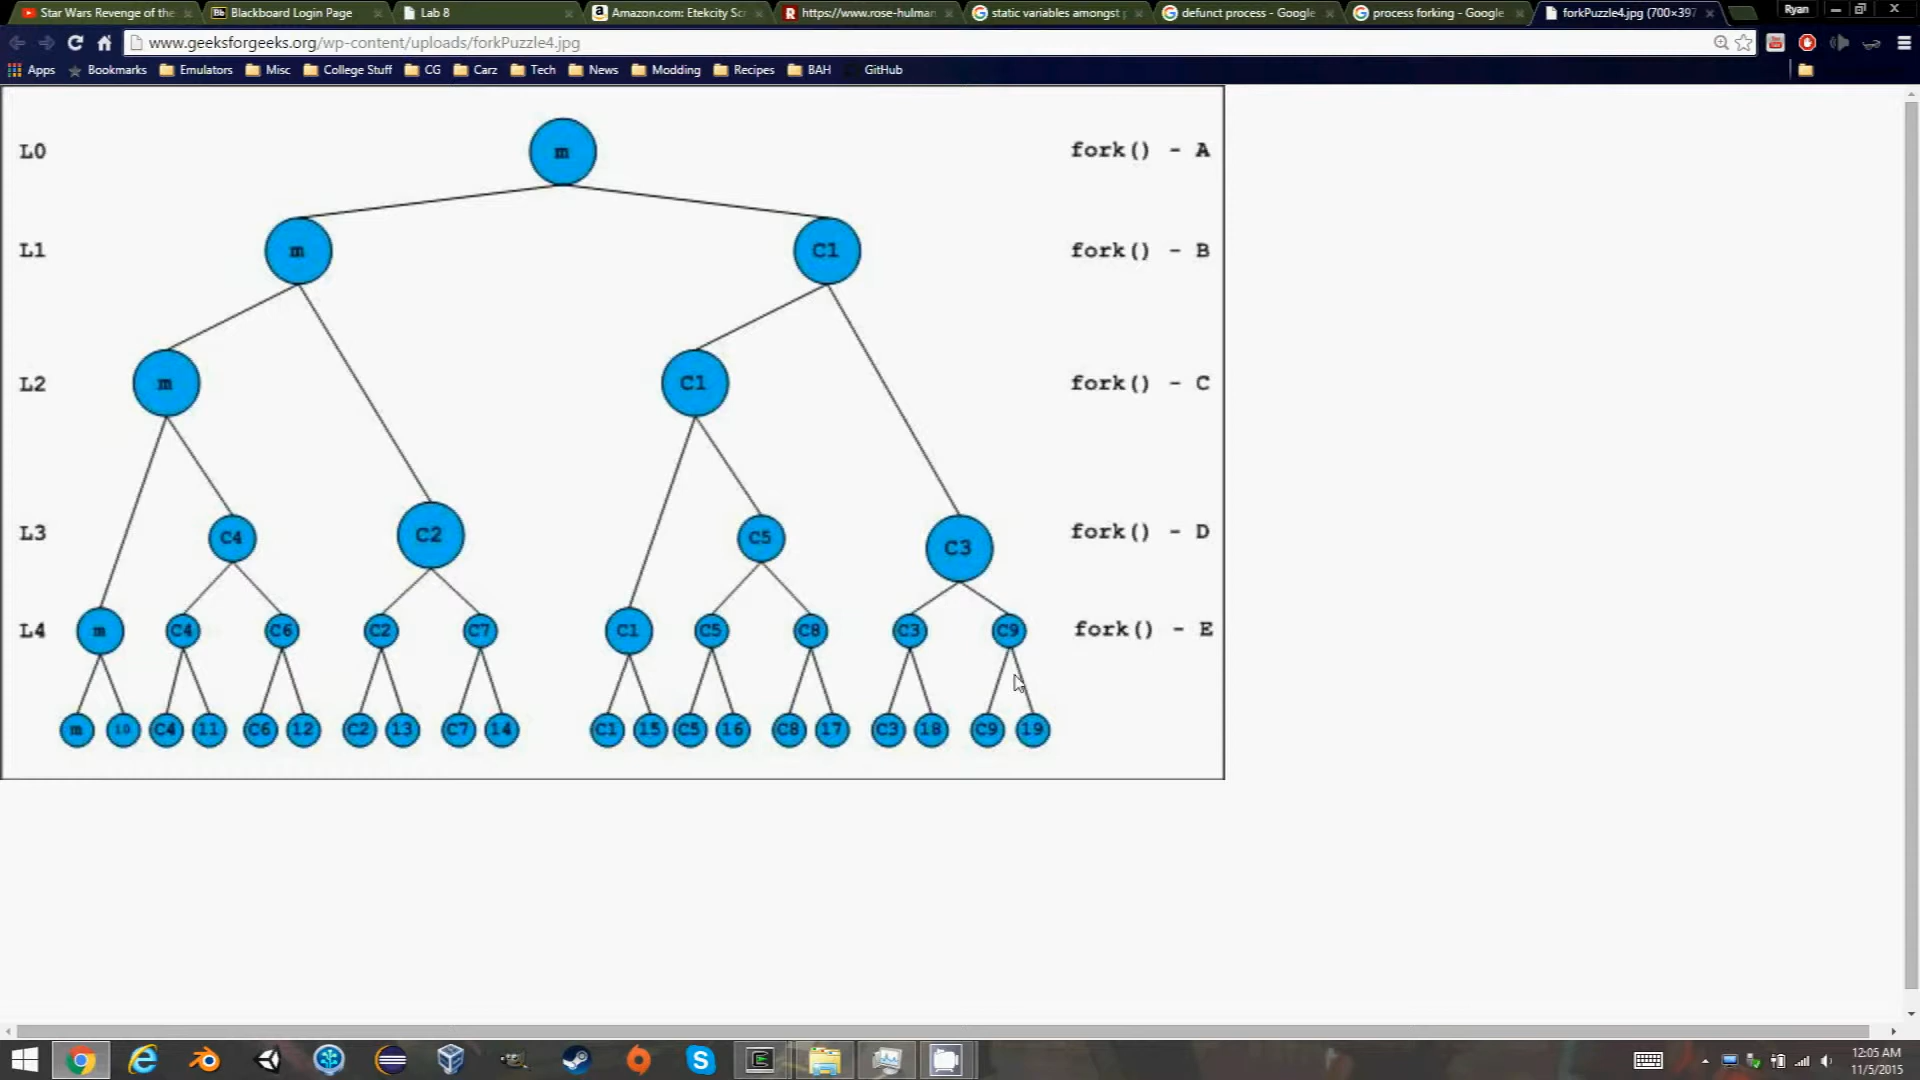 Star Wars Revenge of the
Blackboard Login Page
Lab 8
Amazon.com: Etekcity Scr
https://www.rose-hulman
static variables amongst p
defunct process - Google
process forking - Google
forkPuzzle4.jpg (700×397
Ryan
www.geeksforgeeks.org/wp-content/uploads/forkPuzzle4.jpg
Apps Bookmarks Emulators Misc College Stuff CG Carz Tech News Modding Recipes BAH GitHub
L0 m fork() - A
L1 m C1 fork() - B
L2 m C1 fork() - C
L3 C4 C2 C5 C3 fork() - D
L4 m C4 C6 C2 C7 C1 C5 C8 C3 C9 fork() - E
m 10 C4 11 C6 12 C2 13 C7 14 C1 15 C5 16 C8 17 C3 18 C9 19
12:05 AM
11/5/2015